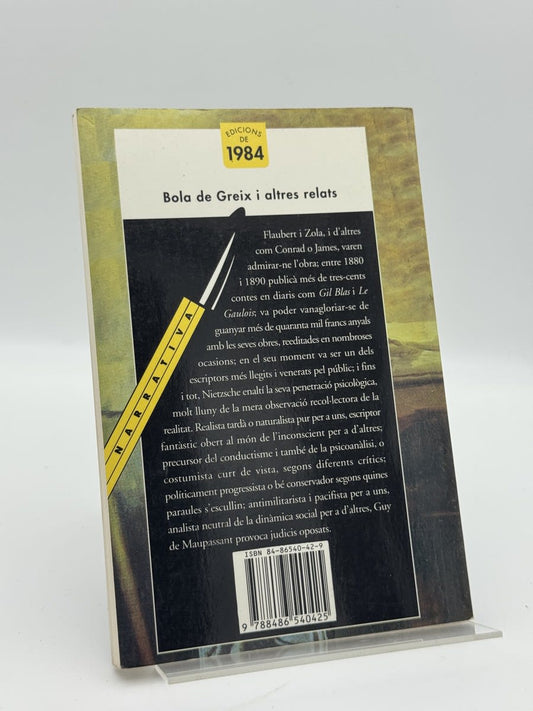 EDICIONS
DE
1984
Bola de Greix i altres relats
NARRATIVA
Flaubert i Zola, i d'altres
com Conrad o James, varen
admirar-ne l'obra; entre 1880
i 1890 publicà més de tres-cents
contes en diaris com Gil Blas i Le
Gaulois; va poder vanagloriar-se de
guanyar més de quaranta mil francs anyals
amb les seves obres, reeditades en nombroses
ocasions; en el seu moment va ser un dels
escriptors més llegits i venerats pel públic; i fins
i tot, Nietzsche enaltí la seva penetració psicològica,
molt lluny de la mera observació recol·lectora de la
realitat. Realista tardà o naturalista pur per a uns, escriptor
fantàstic obert al món de l'inconscient per a d'altres;
precursor del conductisme i també de la psicoanàlisi, o
costumista curt de vista, segons diferents crítics;
políticament progressista o bé conservador segons quines
paraules s'escullin; antimilitarista i pacifista per a uns,
analista neutral de la dinàmica social per a d'altres, Guy
de Maupassant provoca judicis oposats.
ISBN 84-86540-42-9
9 788486 540425